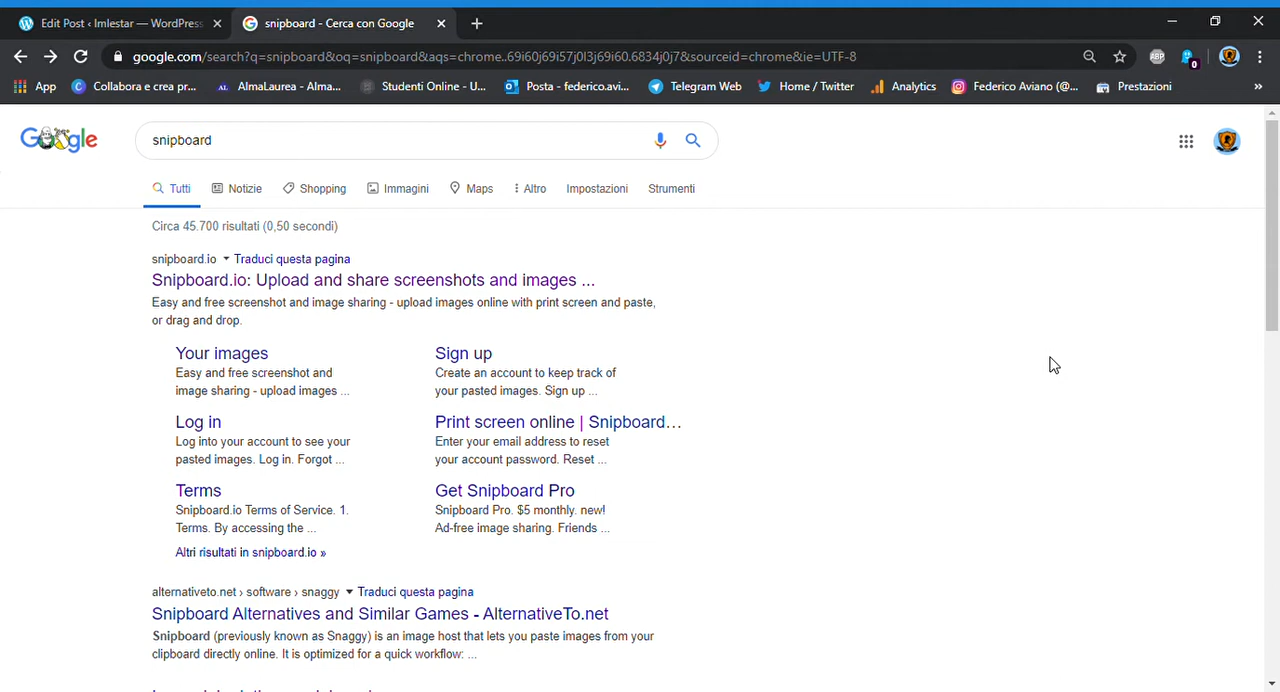 Edit Post ‹ Imlestar — WordPress
snipboard - Cerca con Google
google.com/search?q=snipboard&oq=snipboard&aqs=chrome..69i60j69i57j0l3j69i60.6834j0j7&sourceid=chrome&ie=UTF-8
ABP
0
App
Collabora e crea pr...
AL AlmaLaurea - Alma...
Studenti Online - U...
Posta - federico.avi...
Telegram Web
Home / Twitter
Analytics
Federico Aviano (@...
Prestazioni
»
Google
snipboard
Tutti
Notizie
Shopping
Immagini
Maps
Altro
Impostazioni
Strumenti
Circa 45.700 risultati (0,50 secondi)
snipboard.io ▼ Traduci questa pagina
Snipboard.io: Upload and share screenshots and images ...
Easy and free screenshot and image sharing - upload images online with print screen and paste,
or drag and drop.
Your images
Easy and free screenshot and
image sharing - upload images ...
Sign up
Create an account to keep track of
your pasted images. Sign up ...
Log in
Log into your account to see your
pasted images. Log in. Forgot ...
Print screen online | Snipboard...
Enter your email address to reset
your account password. Reset ...
Terms
Snipboard.io Terms of Service. 1.
Terms. By accessing the ...
Get Snipboard Pro
Snipboard Pro. $5 monthly. new!
Ad-free image sharing. Friends ...
Altri risultati in snipboard.io »
alternativeto.net › software › snaggy ▼ Traduci questa pagina
Snipboard Alternatives and Similar Games - AlternativeTo.net
Snipboard (previously known as Snaggy) is an image host that lets you paste images from your
clipboard directly online. It is optimized for a quick workflow: ...